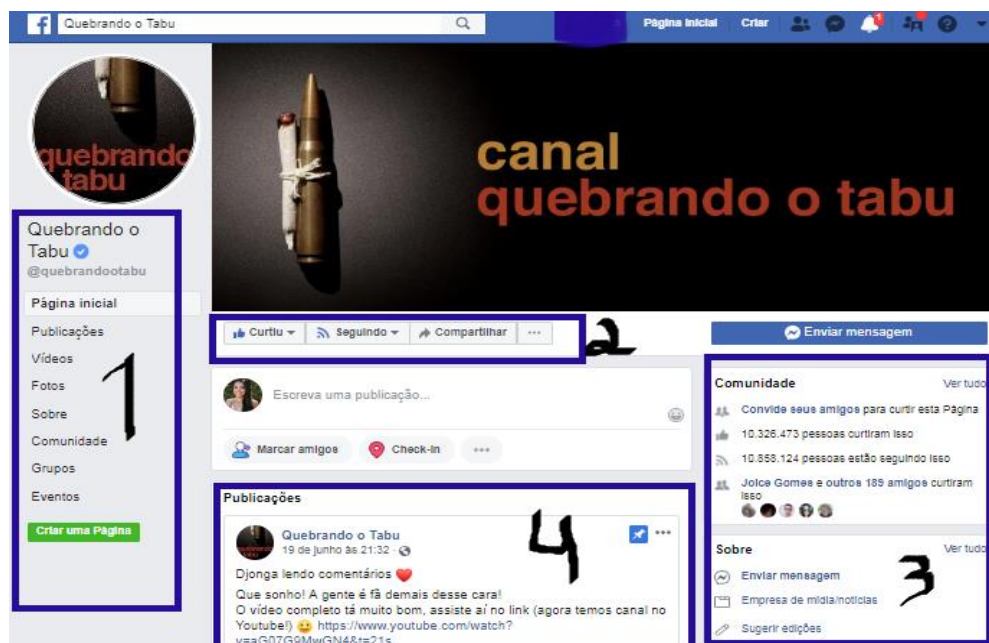 Quebrando o Tabu
Página Inicial
Criar
1
quebrando
tabu
canal
quebrando o tabu
Quebrando o
Tabu
@quebrandootabu
Página inicial
Publicações
Vídeos
Fotos
Sobre
Comunidade
Grupos
Eventos
Criar uma Página
1
Curtiu
Seguindo
Compartilhar
2
Enviar mensagem
Escreva uma publicação...
Marcar amigos
Check-in
Publicações
Quebrando o Tabu
19 de junho às 21:32
Djonga lendo comentários
Que sonho! A gente é fã demais desse cara!
O vídeo completo tá muito bom, assiste aí no link (agora temos canal no
Youtube!) https://www.youtube.com/watch?
v=aG07G9MwGN4&t=21s
4
Comunidade
Ver tudo
Convide seus amigos para curtir esta Página
10.326.473 pessoas curtiram isso
10.858.124 pessoas estão seguindo isso
Joice Gomes e outros 189 amigos curtiram
isso
Sobre
Ver tudo
Enviar mensagem
Empresa de mídia/notícias
Sugerir edições
3